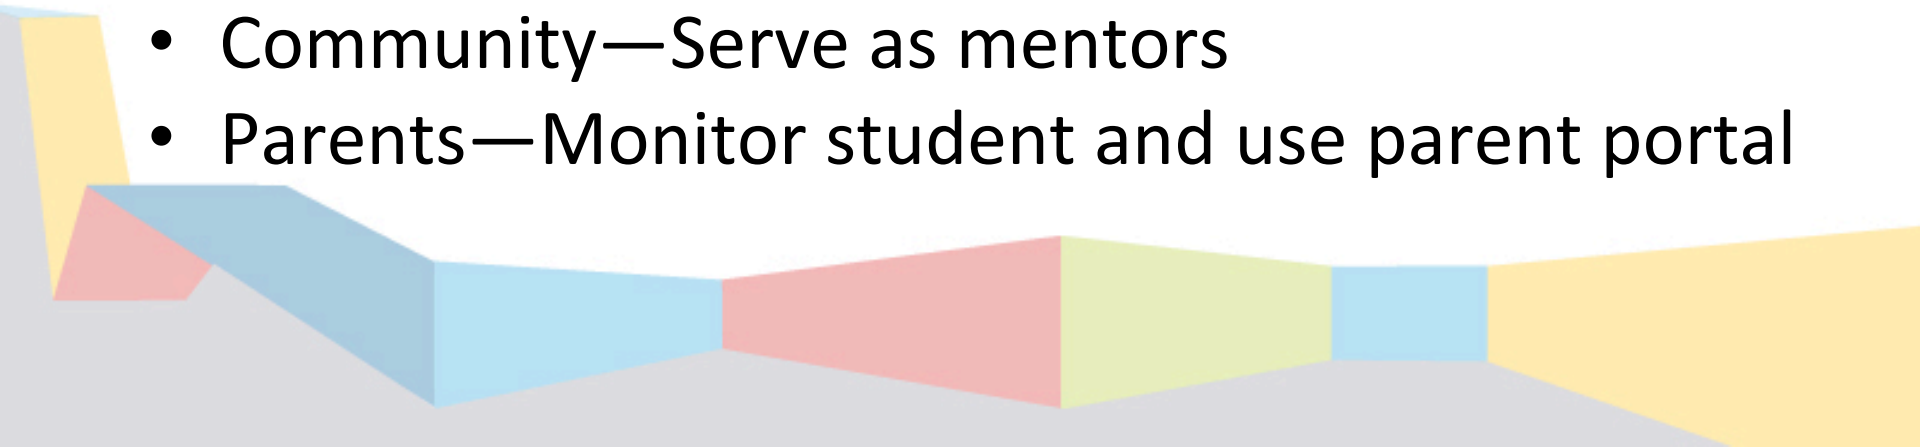 • Community—Serve as mentors
• Parents—Monitor student and use parent portal